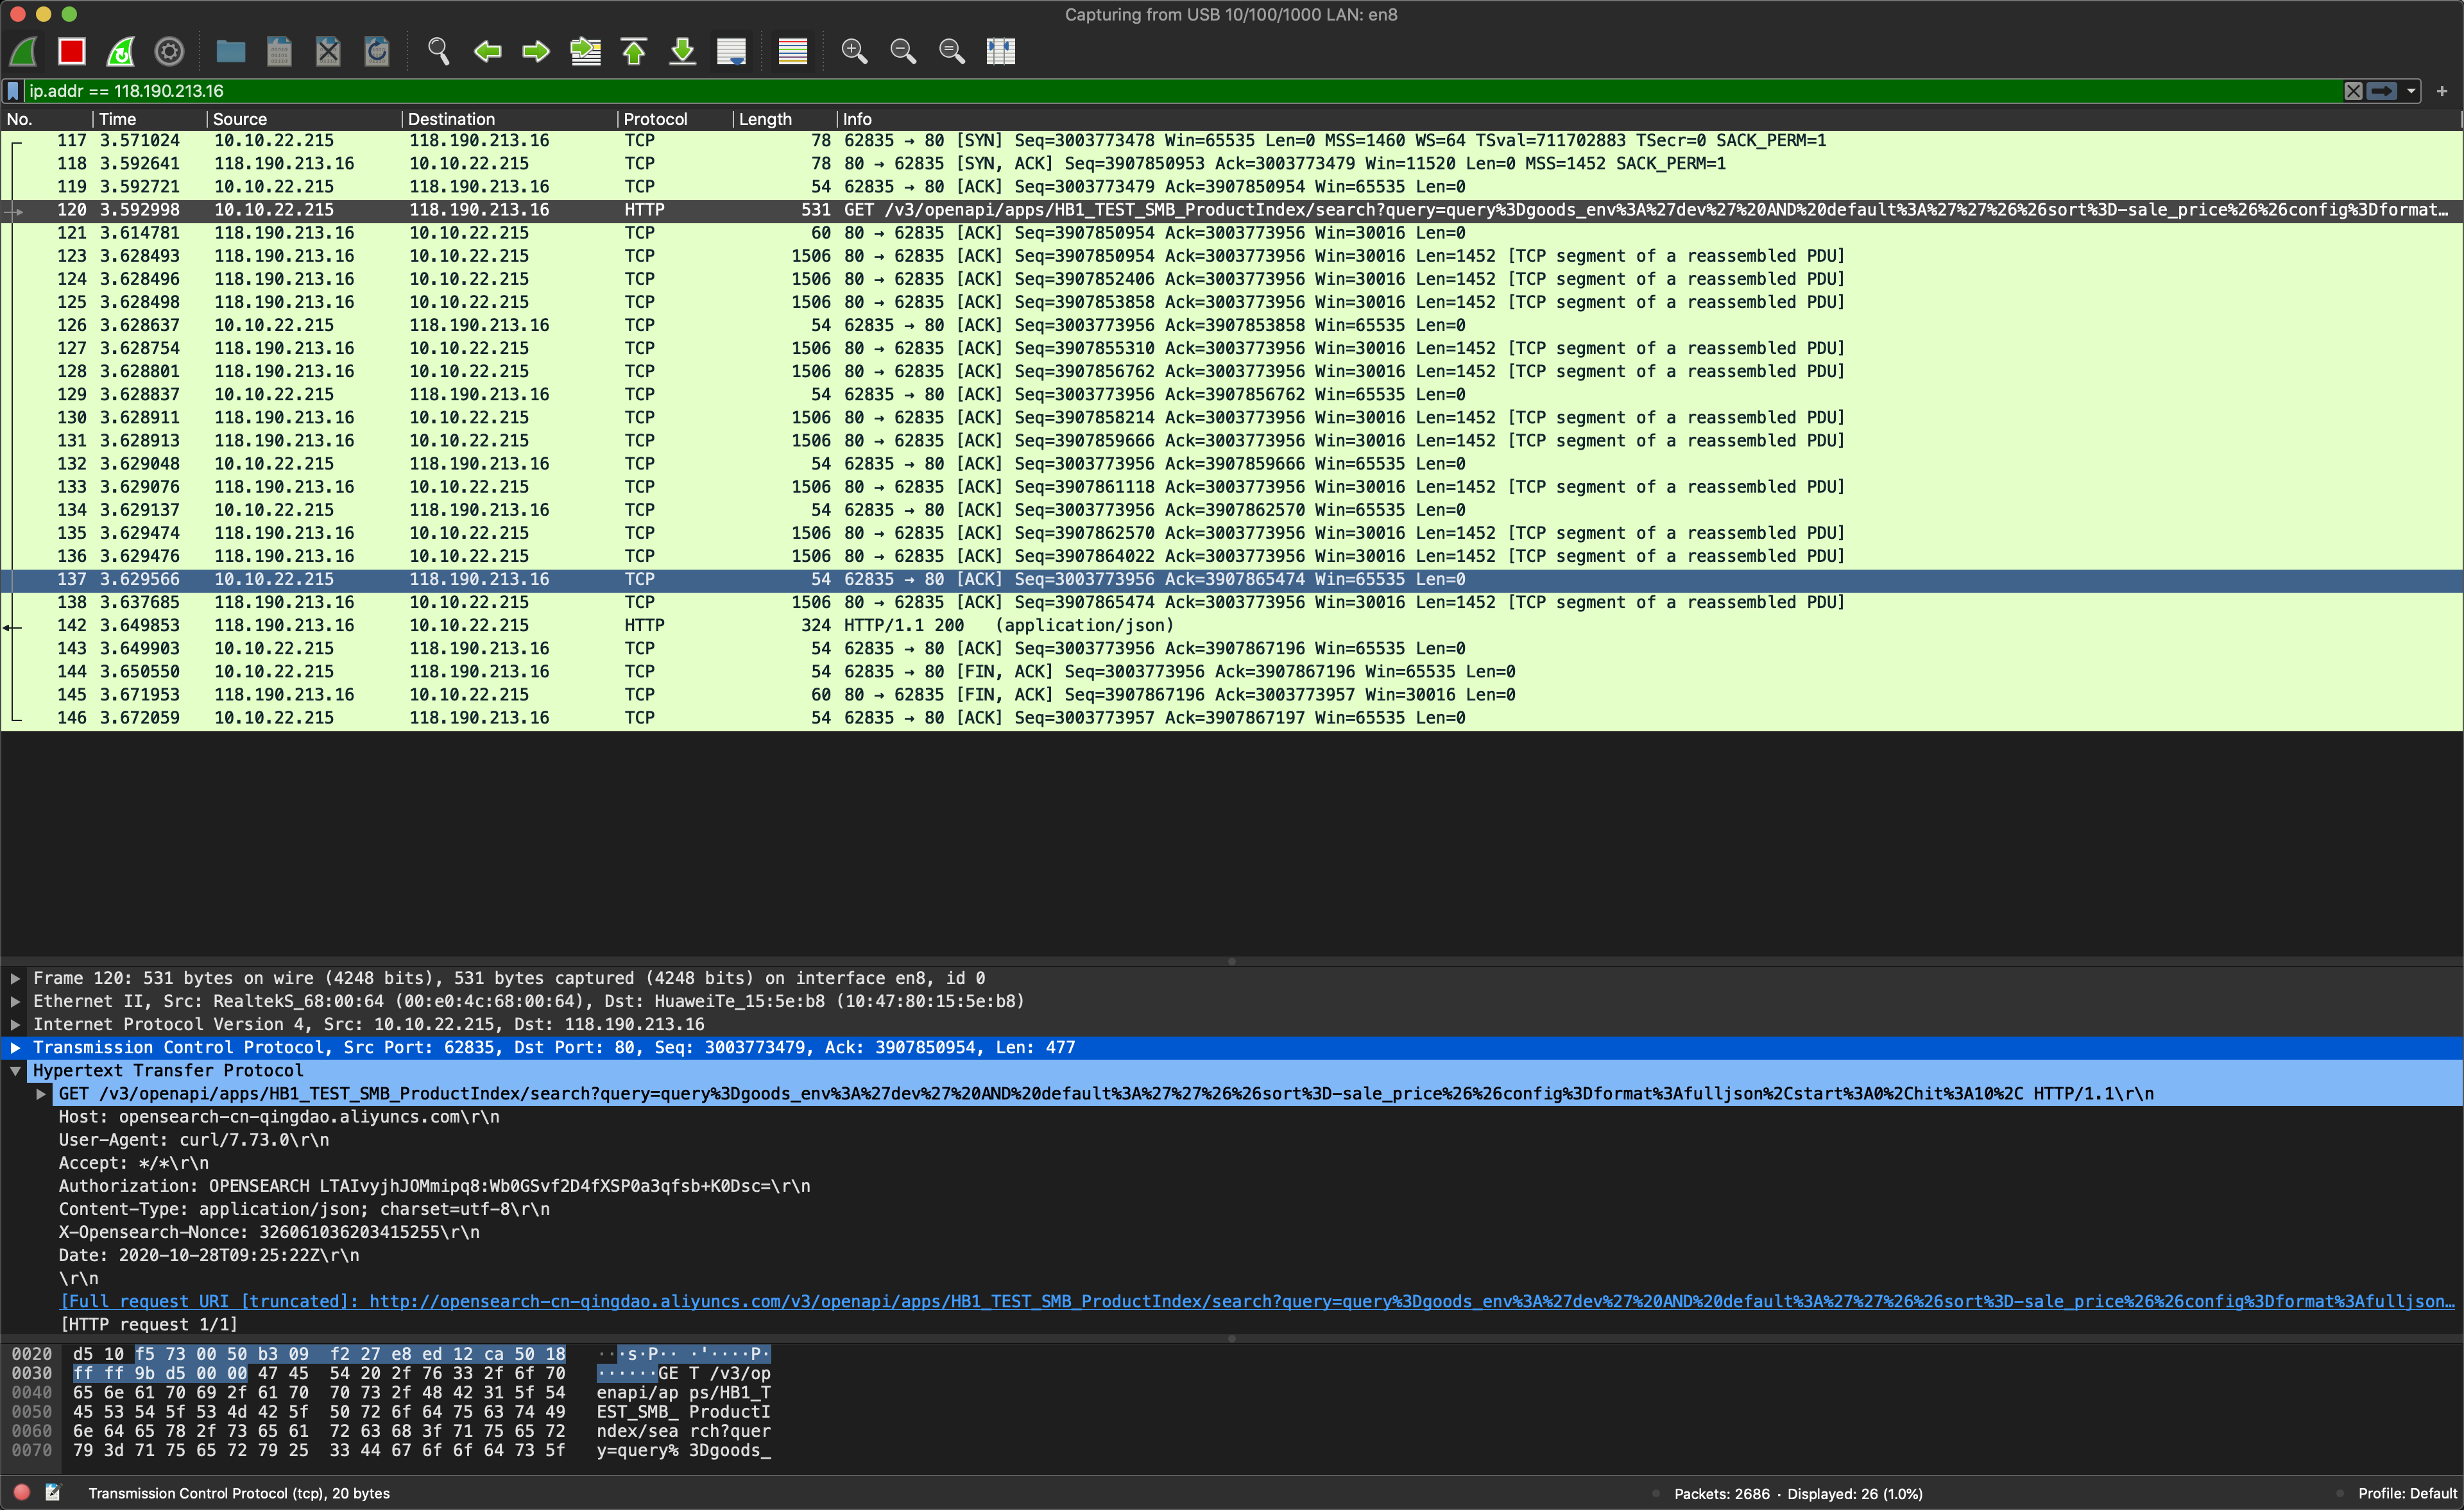 Capturing from USB 10/100/1000 LAN: en8
ip.addr == 118.190.213.16
No. Time Source Destination Protocol Length Info
117 3.571024 10.10.22.215 118.190.213.16 TCP 78 62835 → 80 [SYN] Seq=3003773478 Win=65535 Len=0 MSS=1460 WS=64 TSval=711702883 TSecr=0 SACK_PERM=1
118 3.592641 118.190.213.16 10.10.22.215 TCP 78 80 → 62835 [SYN, ACK] Seq=3907850953 Ack=3003773479 Win=11520 Len=0 MSS=1452 SACK_PERM=1
119 3.592721 10.10.22.215 118.190.213.16 TCP 54 62835 → 80 [ACK] Seq=3003773479 Ack=3907850954 Win=65535 Len=0
120 3.592998 10.10.22.215 118.190.213.16 HTTP 531 GET /v3/openapi/apps/HB1_TEST_SMB_ProductIndex/search?query=query%3Dgoods_env%3A%27dev%27%20AND%20default%3A%27%27%26%26sort%3D-sale_price%26%26config%3Dformat…
121 3.614781 118.190.213.16 10.10.22.215 TCP 60 80 → 62835 [ACK] Seq=3907850954 Ack=3003773956 Win=30016 Len=0
123 3.628493 118.190.213.16 10.10.22.215 TCP 1506 80 → 62835 [ACK] Seq=3907850954 Ack=3003773956 Win=30016 Len=1452 [TCP segment of a reassembled PDU]
124 3.628496 118.190.213.16 10.10.22.215 TCP 1506 80 → 62835 [ACK] Seq=3907852406 Ack=3003773956 Win=30016 Len=1452 [TCP segment of a reassembled PDU]
125 3.628498 118.190.213.16 10.10.22.215 TCP 1506 80 → 62835 [ACK] Seq=3907853858 Ack=3003773956 Win=30016 Len=1452 [TCP segment of a reassembled PDU]
126 3.628637 10.10.22.215 118.190.213.16 TCP 54 62835 → 80 [ACK] Seq=3003773956 Ack=3907853858 Win=65535 Len=0
127 3.628754 118.190.213.16 10.10.22.215 TCP 1506 80 → 62835 [ACK] Seq=3907855310 Ack=3003773956 Win=30016 Len=1452 [TCP segment of a reassembled PDU]
128 3.628801 118.190.213.16 10.10.22.215 TCP 1506 80 → 62835 [ACK] Seq=3907856762 Ack=3003773956 Win=30016 Len=1452 [TCP segment of a reassembled PDU]
129 3.628837 10.10.22.215 118.190.213.16 TCP 54 62835 → 80 [ACK] Seq=3003773956 Ack=3907856762 Win=65535 Len=0
130 3.628911 118.190.213.16 10.10.22.215 TCP 1506 80 → 62835 [ACK] Seq=3907858214 Ack=3003773956 Win=30016 Len=1452 [TCP segment of a reassembled PDU]
131 3.628913 118.190.213.16 10.10.22.215 TCP 1506 80 → 62835 [ACK] Seq=3907859666 Ack=3003773956 Win=30016 Len=1452 [TCP segment of a reassembled PDU]
132 3.629048 10.10.22.215 118.190.213.16 TCP 54 62835 → 80 [ACK] Seq=3003773956 Ack=3907859666 Win=65535 Len=0
133 3.629076 118.190.213.16 10.10.22.215 TCP 1506 80 → 62835 [ACK] Seq=3907861118 Ack=3003773956 Win=30016 Len=1452 [TCP segment of a reassembled PDU]
134 3.629137 10.10.22.215 118.190.213.16 TCP 54 62835 → 80 [ACK] Seq=3003773956 Ack=3907862570 Win=65535 Len=0
135 3.629474 118.190.213.16 10.10.22.215 TCP 1506 80 → 62835 [ACK] Seq=3907862570 Ack=3003773956 Win=30016 Len=1452 [TCP segment of a reassembled PDU]
136 3.629476 118.190.213.16 10.10.22.215 TCP 1506 80 → 62835 [ACK] Seq=3907864022 Ack=3003773956 Win=30016 Len=1452 [TCP segment of a reassembled PDU]
137 3.629566 10.10.22.215 118.190.213.16 TCP 54 62835 → 80 [ACK] Seq=3003773956 Ack=3907865474 Win=65535 Len=0
138 3.637685 118.190.213.16 10.10.22.215 TCP 1506 80 → 62835 [ACK] Seq=3907865474 Ack=3003773956 Win=30016 Len=1452 [TCP segment of a reassembled PDU]
142 3.649853 118.190.213.16 10.10.22.215 HTTP 324 HTTP/1.1 200 (application/json)
143 3.649903 10.10.22.215 118.190.213.16 TCP 54 62835 → 80 [ACK] Seq=3003773956 Ack=3907867196 Win=65535 Len=0
144 3.650550 10.10.22.215 118.190.213.16 TCP 54 62835 → 80 [FIN, ACK] Seq=3003773956 Ack=3907867196 Win=65535 Len=0
145 3.671953 118.190.213.16 10.10.22.215 TCP 60 80 → 62835 [FIN, ACK] Seq=3907867196 Ack=3003773957 Win=30016 Len=0
146 3.672059 10.10.22.215 118.190.213.16 TCP 54 62835 → 80 [ACK] Seq=3003773957 Ack=3907867197 Win=65535 Len=0
Frame 120: 531 bytes on wire (4248 bits), 531 bytes captured (4248 bits) on interface en8, id 0
Ethernet II, Src: RealtekS_68:00:64 (00:e0:4c:68:00:64), Dst: HuaweiTe_15:5e:b8 (10:47:80:15:5e:b8)
Internet Protocol Version 4, Src: 10.10.22.215, Dst: 118.190.213.16
Transmission Control Protocol, Src Port: 62835, Dst Port: 80, Seq: 3003773479, Ack: 3907850954, Len: 477
Hypertext Transfer Protocol
GET /v3/openapi/apps/HB1_TEST_SMB_ProductIndex/search?query=query%3Dgoods_env%3A%27dev%27%20AND%20default%3A%27%27%26%26sort%3D-sale_price%26%26config%3Dformat%3Afulljson%2Cstart%3A0%2Chit%3A10%2C HTTP/1.1\r\n
Host: opensearch-cn-qingdao.aliyuncs.com\r\n
User-Agent: curl/7.73.0\r\n
Accept: */*\r\n
Authorization: OPENSEARCH LTAIvyjhJOMmipq8:Wb0GSvf2D4fXSP0a3qfsb+K0Dsc=\r\n
Content-Type: application/json; charset=utf-8\r\n
X-Opensearch-Nonce: 326061036203415255\r\n
Date: 2020-10-28T09:25:22Z\r\n
\r\n
[Full request URI [truncated]: http://opensearch-cn-qingdao.aliyuncs.com/v3/openapi/apps/HB1_TEST_SMB_ProductIndex/search?query=query%3Dgoods_env%3A%27dev%27%20AND%20default%3A%27%27%26%26sort%3D-sale_price%26%26config%3Dformat%3Afulljson…
[HTTP request 1/1]
0020 d5 10 f5 73 00 50 b3 09 f2 27 e8 ed 12 ca 50 18 ···s·P·· ·'····P·
0030 ff ff 9b d5 00 00 47 45 54 20 2f 76 33 2f 6f 70 ······GE T /v3/op
0040 65 6e 61 70 69 2f 61 70 70 73 2f 48 42 31 5f 54 enapi/ap ps/HB1_T
0050 45 53 54 5f 53 4d 42 5f 50 72 6f 64 75 63 74 49 EST_SMB_ ProductI
0060 6e 64 65 78 2f 73 65 61 72 63 68 3f 71 75 65 72 ndex/sea rch?quer
0070 79 3d 71 75 65 72 79 25 33 44 67 6f 6f 64 73 5f y=query% 3Dgoods_
Transmission Control Protocol (tcp), 20 bytes
Packets: 2686 · Displayed: 26 (1.0%)
Profile: Default